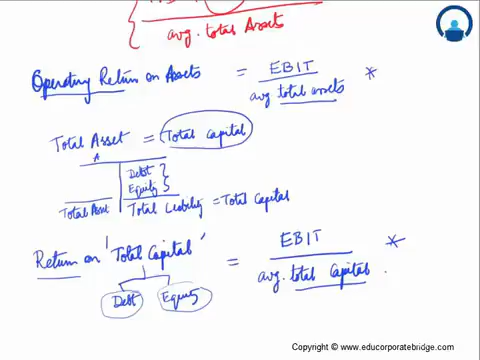 avg. total Assets
Operating Return on Assets = EBIT / avg total assets *
Total Asset = Total Capital
A
Debt }
Equity }
Total Asset Total Liability = Total Capital
Return on 'Total Capital' = EBIT / avg. total Capital *
Debt Equity
Copyright © www.educorporatebridge.com